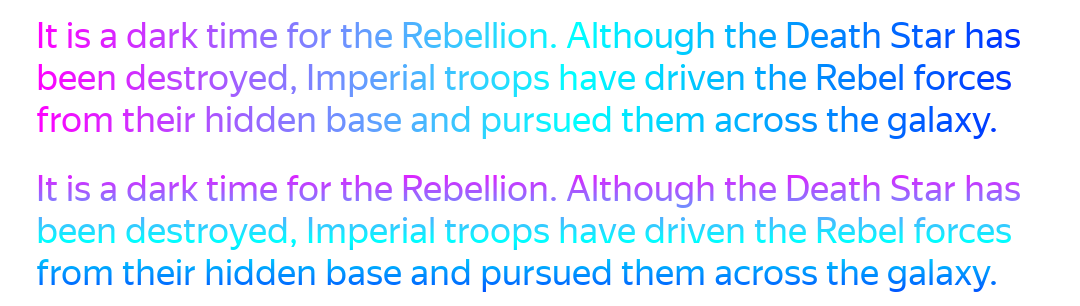 It is a dark time for the Rebellion. Although the Death Star has
been destroyed, Imperial troops have driven the Rebel forces
from their hidden base and pursued them across the galaxy.
It is a dark time for the Rebellion. Although the Death Star has
been destroyed, Imperial troops have driven the Rebel forces
from their hidden base and pursued them across the galaxy.